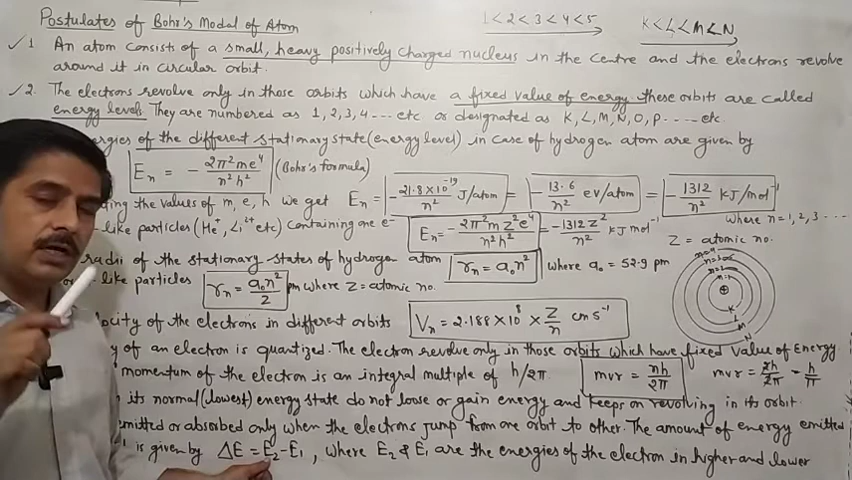 Postulates of Bohr's Modal of Atom
1<2<3<4<5
K<L<M<N
1. An atom consists of a small, heavy positively charged nucleus in the centre and the electrons revolve
around it in circular orbit.
2. The electrons revolve only in those orbits which have a fixed value of energy. These orbits are called
energy levels. They are numbered as 1, 2, 3, 4 --- etc or designated as K, L, M, N, O, P - - - - etc.
ergies of the different stationary state (energy level) in case of hydrogen atom are given by
En = - 2π²me⁴/n²h² (Bohr's formula)
ing the values of m, e, h we get En = -21.8×10⁻¹⁹/n² J/atom = -13.6/n² ev/atom = -1312/n² kJ/mol⁻¹
where n = 1, 2, 3 ---
-like particles (He⁺, Li²⁺ etc) containing one e⁻ En = - 2π²mz²e⁴/n²h² = -1312z²/n² kJ mol⁻¹
Z = atomic no.
radii of the stationary states of hydrogen atom rn = a₀n² where a₀ = 52.9 pm
-like particles rn = a₀n²/Z pm where Z = atomic no.
n=4
n=3
n=2
n=1
+
K
L
M
N
locity of the electrons in different orbits Vn = 2.188×10⁸ × Z/n cm s⁻¹
y of an electron is quantized. The electron revolve only in those orbits which have fixed value of energy
momentum of the electron is an integral multiple of h/2π mvr = nh/2π mvr = 2h/2π = h/π
its normal (lowest) energy state do not loose or gain energy and keeps on revolving in its orbit.
emitted or absorbed only when the electrons jump from one orbit to other. The amount of energy emitted
is given by ΔE = E₂-E₁, where E₂ & E₁ are the energies of the electron in higher and lower